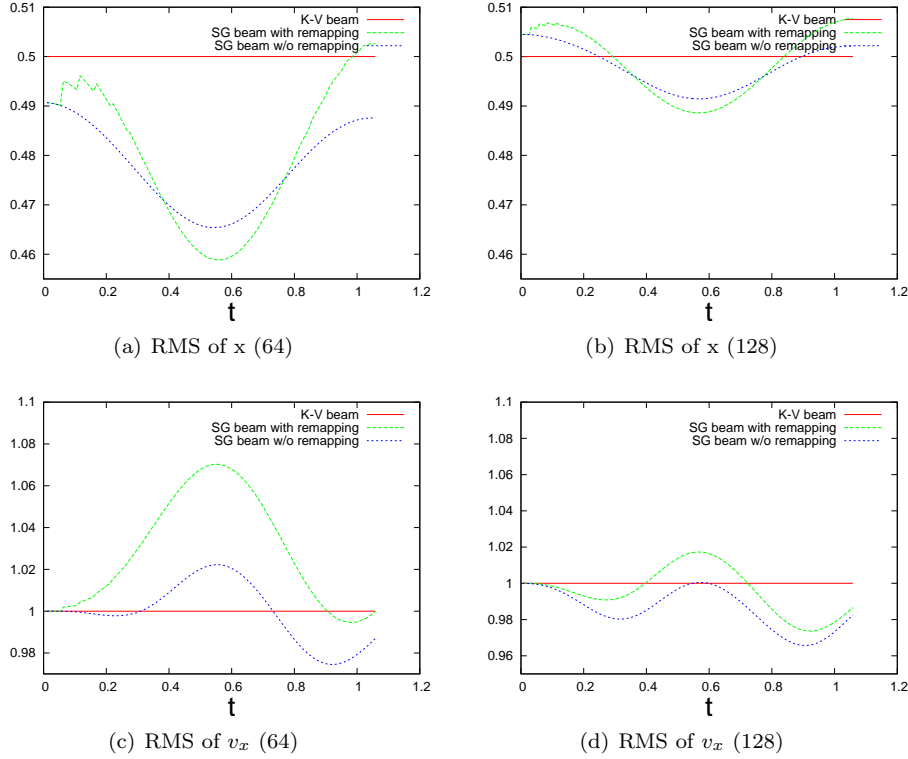 0.51
0.5
0.49
0.48
0.47
0.46
0 0.2 0.4 0.6 0.8 1 1.2
t
K-V beam
SG beam with remapping
SG beam w/o remapping
(a) RMS of x (64)
0.51
0.5
0.49
0.48
0.47
0.46
0 0.2 0.4 0.6 0.8 1 1.2
t
K-V beam
SG beam with remapping
SG beam w/o remapping
(b) RMS of x (128)
1.1
1.08
1.06
1.04
1.02
1
0.98
0 0.2 0.4 0.6 0.8 1 1.2
t
K-V beam
SG beam with remapping
SG beam w/o remapping
(c) RMS of v_x (64)
1.1
1.08
1.06
1.04
1.02
1
0.98
0.96
0 0.2 0.4 0.6 0.8 1 1.2
t
K-V beam
SG beam with remapping
SG beam w/o remapping
(d) RMS of v_x (128)